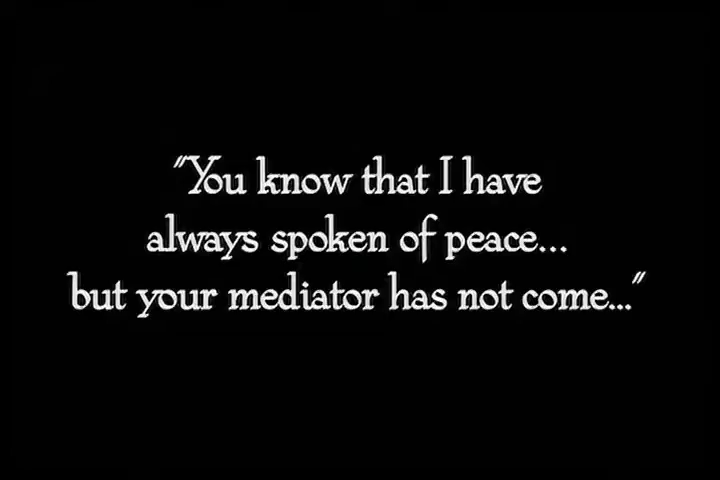 "You know that I have
always spoken of peace...
but your mediator has not come..."